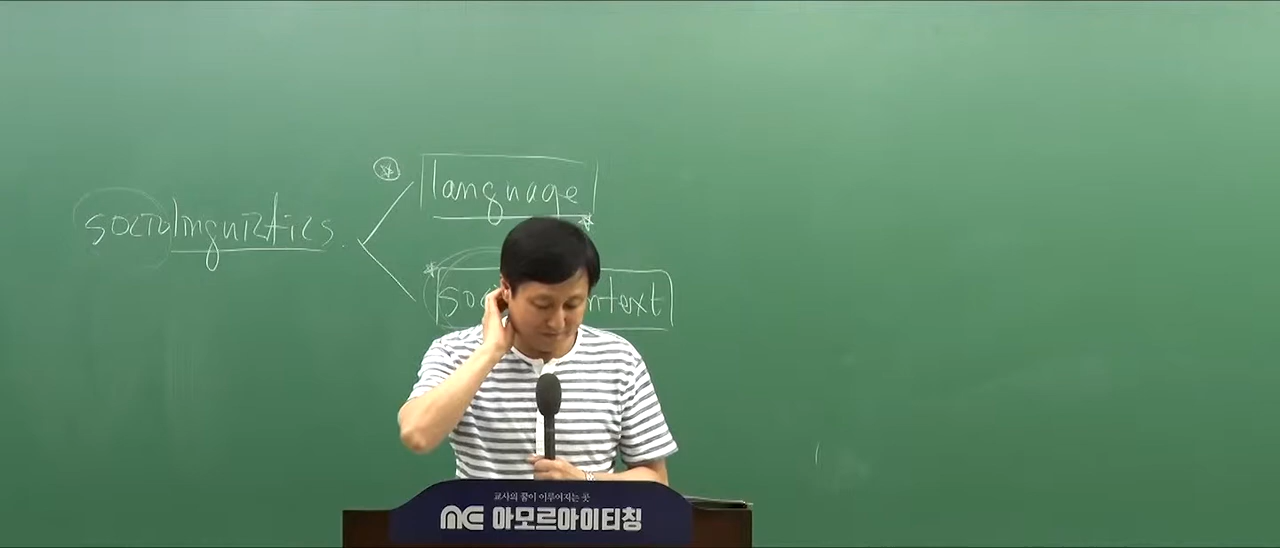 sociolinguistics.
language
soc ntext
교사의 꿈이 이루어지는 곳
아모르아이티칭